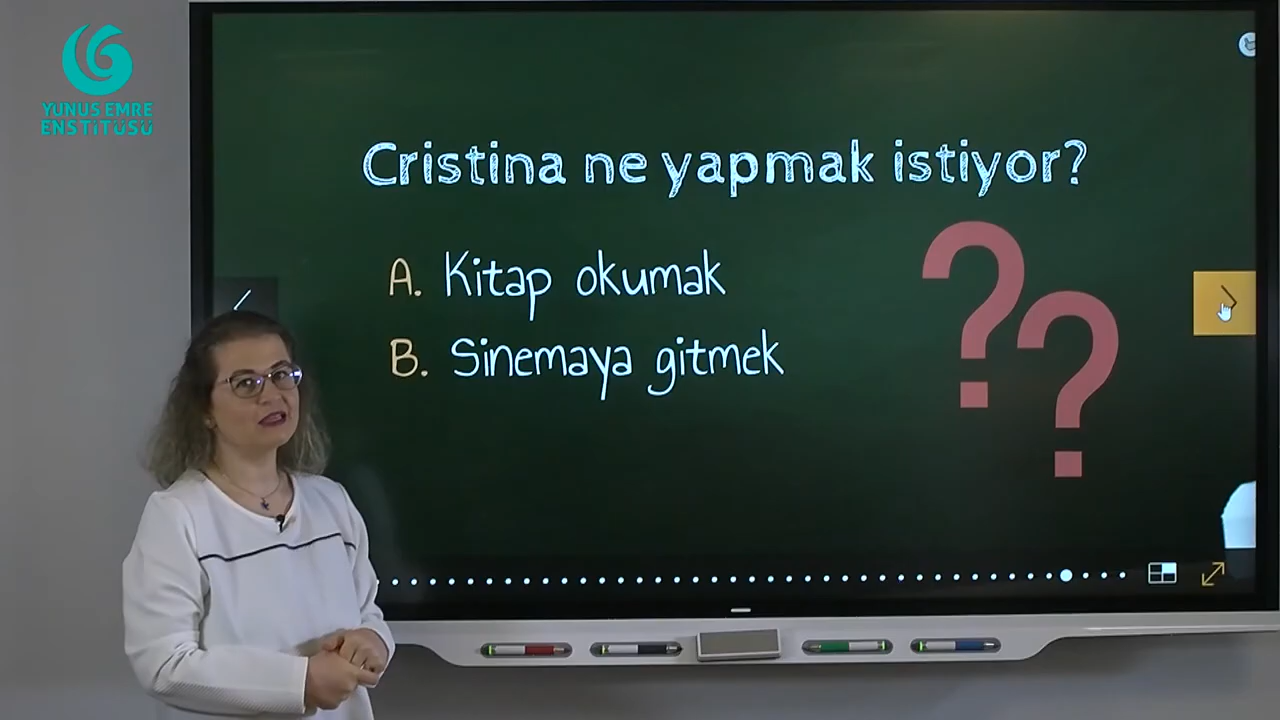 YUNUS EMRE
ENSTİTÜSÜ
Cristina ne yapmak istiyor?
A. Kitap okumak
B. Sinemaya gitmek
??